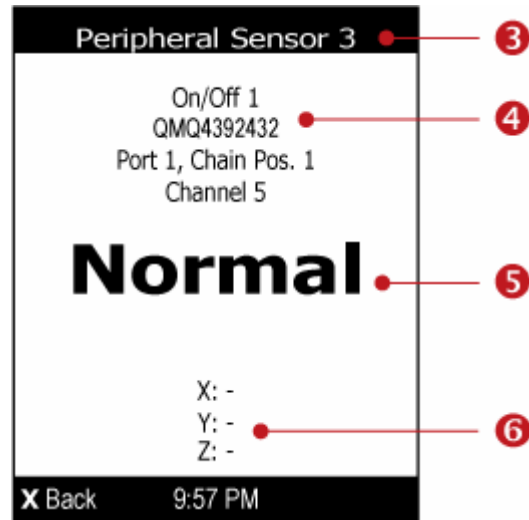 Peripheral Sensor 3
3
On/Off 1
QMQ4392432
4
Port 1, Chain Pos. 1
Channel 5
Normal
5
X: -
Y: -
6
Z: -
X Back 9:57 PM